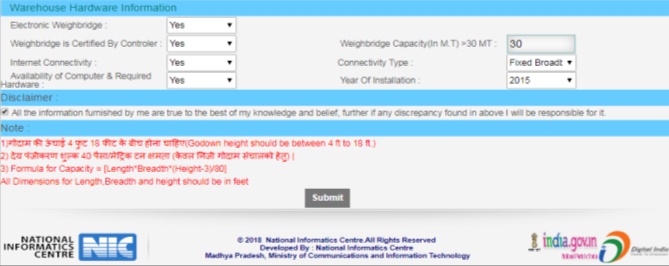 Warehouse Hardware Information
Electronic Weighbridge : Yes
Weighbridge is Certified By Controler : Yes Weighbridge Capacity(In M.T) >30 MT : 30
Internet Connectivity : Yes Connectivity Type : Fixed Broadt
Availability of Computer & Required Hardware : Yes Year Of Installation : 2015
Disclaimer :
All the information furnished by me are true to the best of my knowledge and belief, further if any discrepancy found in above I will be responsible for it.
Note :
1)गोदाम की ऊंचाई 4 फुट 18 फीट के बीच होना चाहिए(Godown height should be between 4 ft to 18 ft.)
2) देय पंजीकरण शुल्क 40 पैसा/मेट्रिक टन क्षमता (केवल निजी गोदाम संचालको हेतु) |
3) Formula for Capacity = [Length*Breadth*(Height-3)/80]
All Dimensions for Length,Breadth and height should be in feet
Submit
NATIONAL INFORMATICS CENTRE
NIC
© 2018 National Informatics Centre.All Rights Reserved
Developed By : National Informatics Centre
Madhya Pradesh, Ministry of Communications and Information Technology
india.gov.in
Digital India